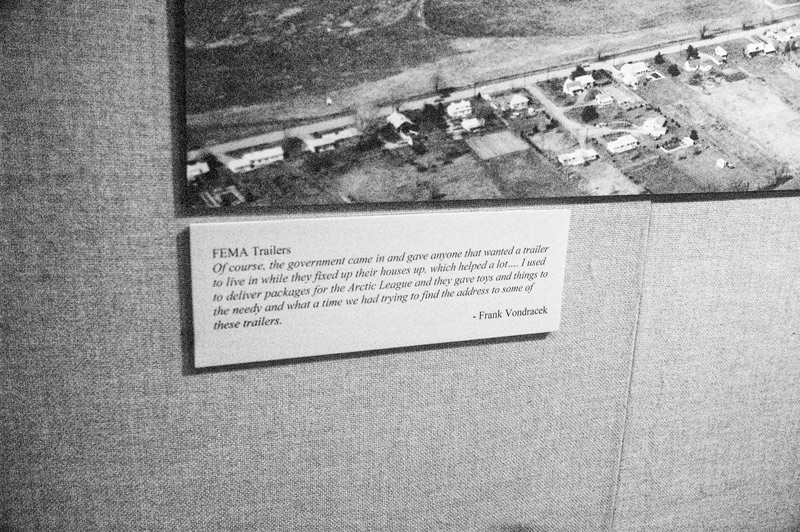 FEMA Trailers
Of course, the government came in and gave anyone that wanted a trailer
to live in while they fixed up their houses up, which helped a lot.... I used
to deliver packages for the Arctic League and they gave toys and things to
the needy and what a time we had trying to find the address to some of
these trailers.
- Frank Vondracek